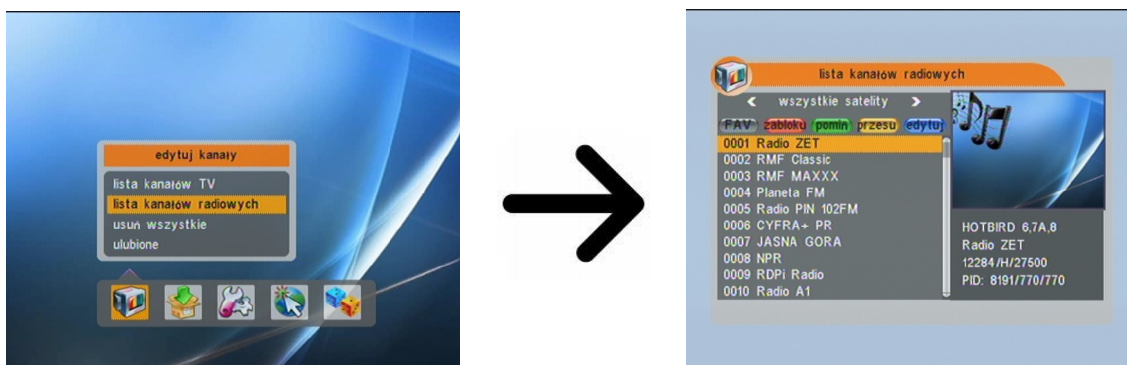 edytuj kanały
lista kanałów TV
lista kanałów radiowych
usuń wszystkie
ulubione
lista kanałów radiowych
wszystkie satelity
FAV zabloku pomiń przesu edytuj
0001 Radio ZET
0002 RMF Classic
0003 RMF MAXXX
0004 Planeta FM
0005 Radio PIN 102FM
0006 CYFRA+ PR
0007 JASNA GORA
0008 NPR
0009 RDPi Radio
0010 Radio A1
HOTBIRD 6,7A,8
Radio ZET
12284/H/27500
PID: 8191/770/770